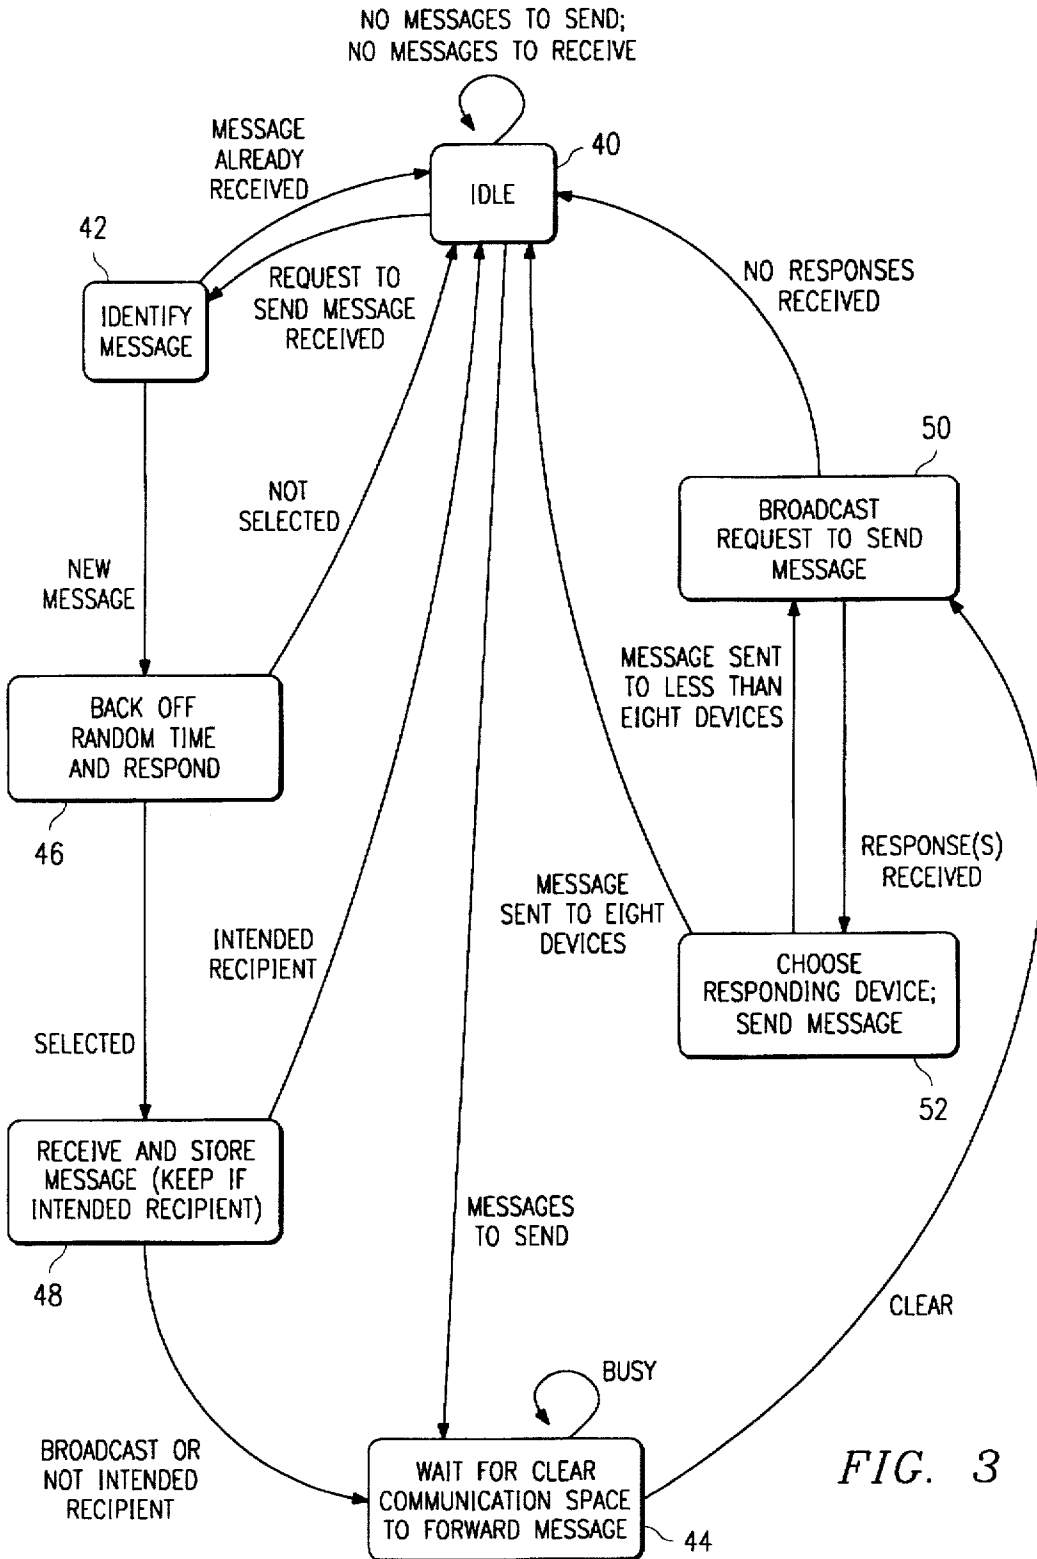 NO MESSAGES TO SEND;
NO MESSAGES TO RECEIVE
40
IDLE
MESSAGE
ALREADY
RECEIVED
42
IDENTIFY
MESSAGE
REQUEST TO
SEND MESSAGE
RECEIVED
NO RESPONSES
RECEIVED
50
BROADCAST
REQUEST TO SEND
MESSAGE
NOT
SELECTED
NEW
MESSAGE
BACK OFF
RANDOM TIME
AND RESPOND
46
MESSAGE SENT
TO LESS THAN
EIGHT DEVICES
RESPONSE(S)
RECEIVED
MESSAGE
SENT TO EIGHT
DEVICES
INTENDED
RECIPIENT
CHOOSE
RESPONDING DEVICE;
SEND MESSAGE
52
SELECTED
RECEIVE AND STORE
MESSAGE (KEEP IF
INTENDED RECIPIENT)
48
MESSAGES
TO SEND
CLEAR
BUSY
BROADCAST OR
NOT INTENDED
RECIPIENT
WAIT FOR CLEAR
COMMUNICATION SPACE
TO FORWARD MESSAGE
44
FIG. 3